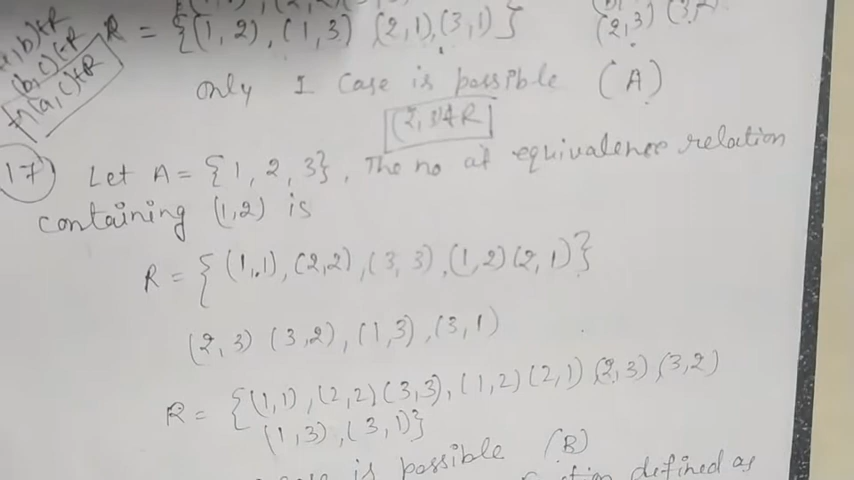 R = {(1, 2), (1, 3) (2, 1), (3, 1)}
(2, 3) (3, 2)
(b, c) ∈ R
(a, c) ∈ R
only 1 case is possible (A)
17) Let A = {1, 2, 3}, The no of equivalence relation
containing (1, 2) is
R = {(1, 1), (2, 2), (3, 3), (1, 2) (2, 1)}
(2, 3) (3, 2), (1, 3), (3, 1)
R = {(1, 1), (2, 2) (3, 3), (1, 2) (2, 1) (2, 3), (3, 2)
(1, 3), (3, 1)}
case is possible (B)
defined as